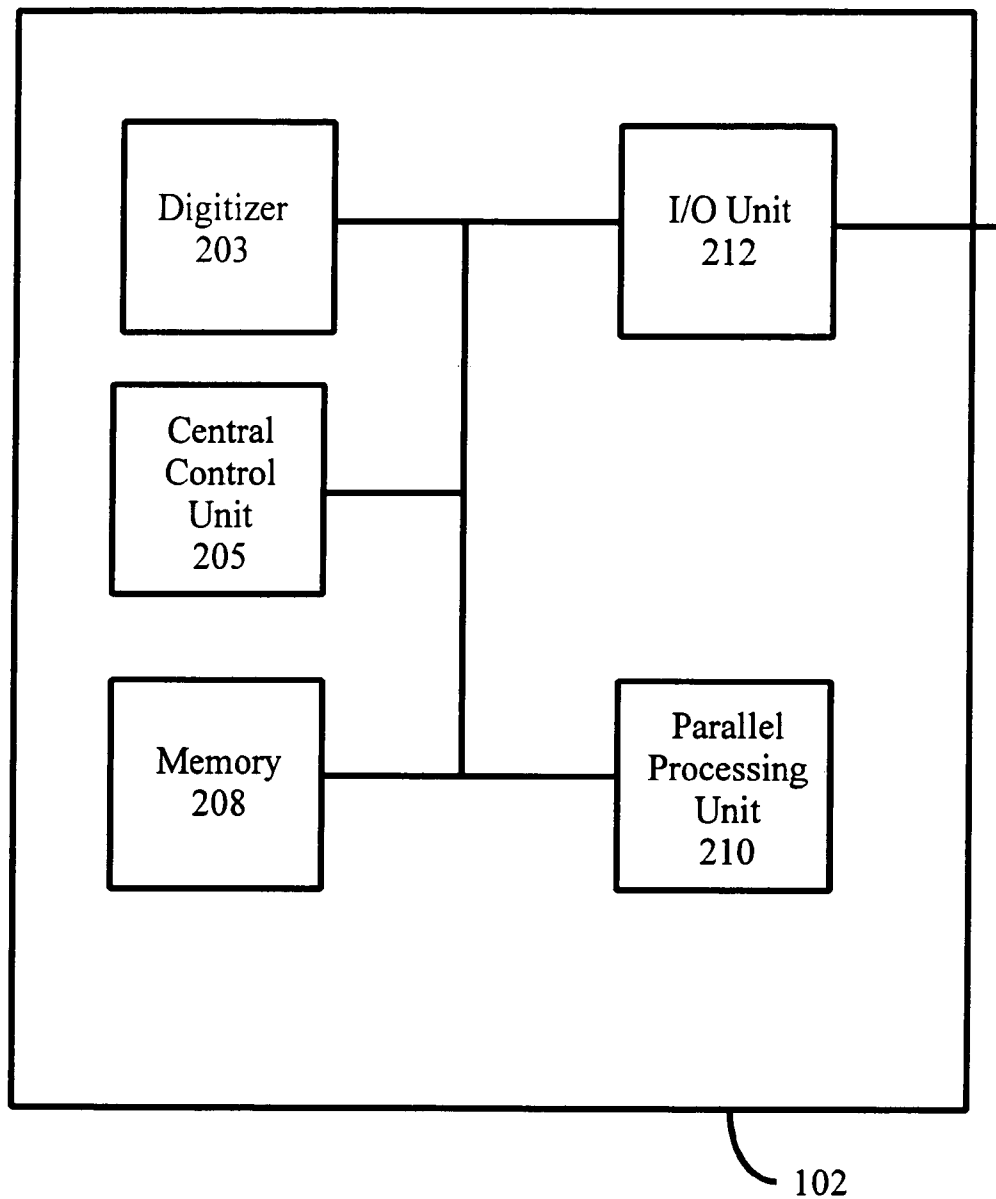 Digitizer
203
I/O Unit
212
Central
Control
Unit
205
Memory
208
Parallel
Processing
Unit
210
102